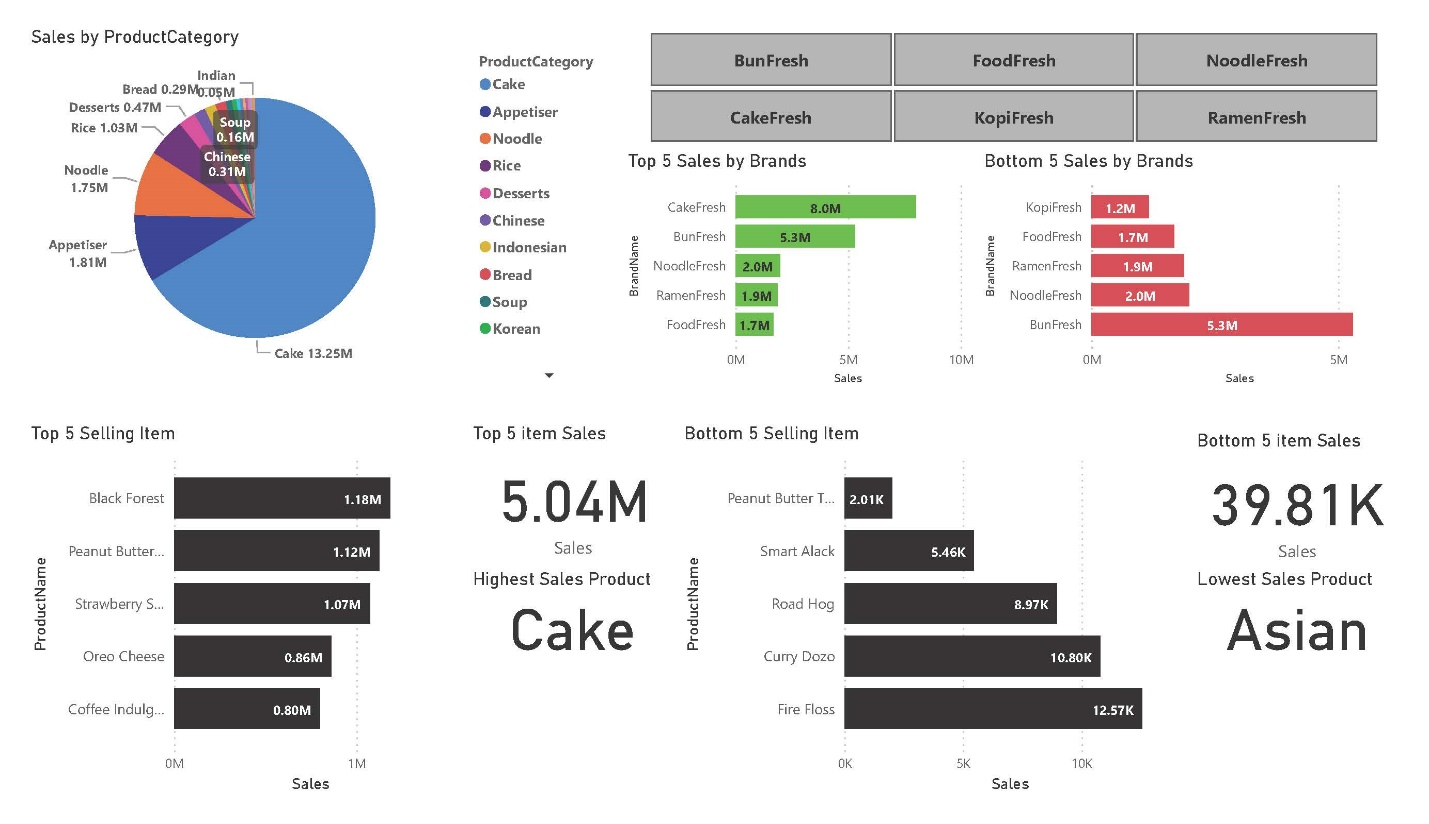 Sales by ProductCategory
Indian
0.05M
Bread 0.29M
Desserts 0.47M
Rice 1.03M
Noodle
1.75M
Appetiser
1.81M
Soup
0.16M
Chinese
0.31M
Cake 13.25M
ProductCategory
Cake
Appetiser
Noodle
Rice
Desserts
Chinese
Indonesian
Bread
Soup
Korean
BunFresh
FoodFresh
NoodleFresh
CakeFresh
KopiFresh
RamenFresh
Top 5 Sales by Brands
BrandName
CakeFresh 8.0M
BunFresh 5.3M
NoodleFresh 2.0M
RamenFresh 1.9M
FoodFresh 1.7M
0M 5M 10M
Sales
Bottom 5 Sales by Brands
BrandName
KopiFresh 1.2M
FoodFresh 1.7M
RamenFresh 1.9M
NoodleFresh 2.0M
BunFresh 5.3M
0M 5M
Sales
Top 5 Selling Item
ProductName
Black Forest 1.18M
Peanut Butter... 1.12M
Strawberry S... 1.07M
Oreo Cheese 0.86M
Coffee Indulg... 0.80M
0M 1M
Sales
Top 5 item Sales
5.04M
Sales
Highest Sales Product
Cake
Bottom 5 Selling Item
ProductName
Peanut Butter T... 2.01K
Smart Alack 5.46K
Road Hog 8.97K
Curry Dozo 10.80K
Fire Floss 12.57K
0K 5K 10K
Sales
Bottom 5 item Sales
39.81K
Sales
Lowest Sales Product
Asian